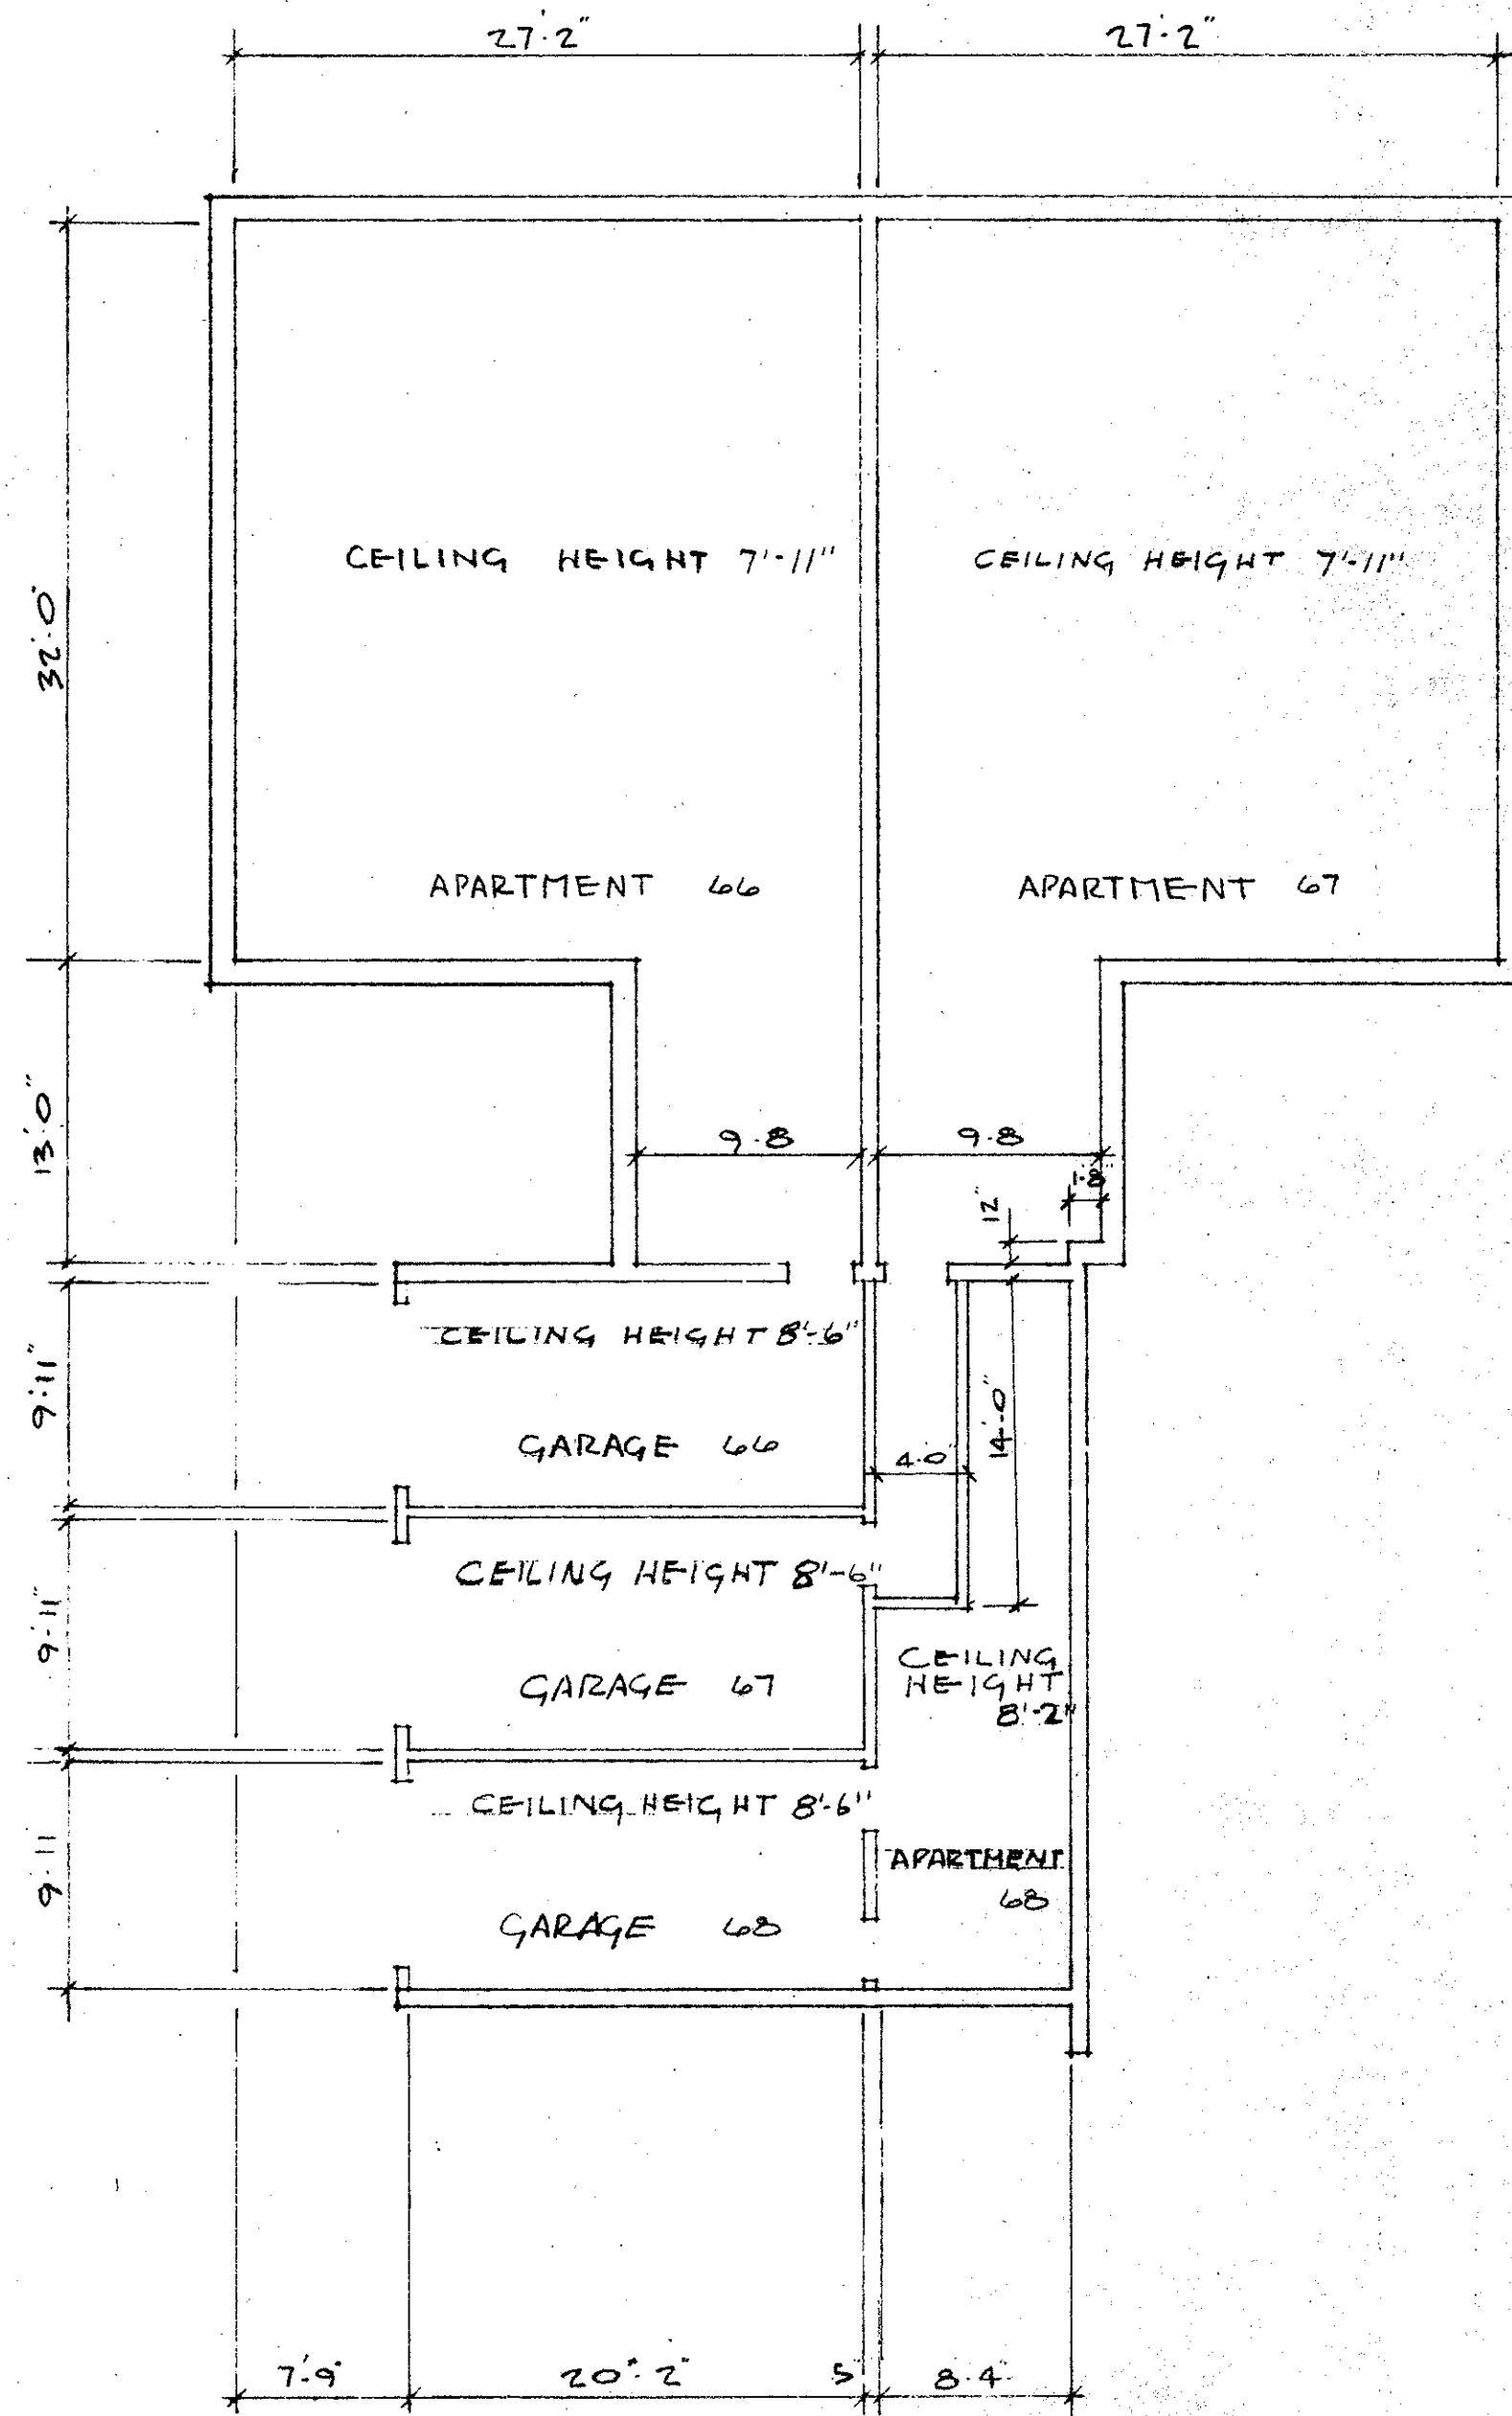 27'-2"
27'-2"
CEILING HEIGHT 7'-11"
CEILING HEIGHT 7'-11"
32'-0"
APARTMENT 66
APARTMENT 67
13'-0"
9-8
9-8
1-8"
12"
CEILING HEIGHT 8'-6"
9'-11"
14'-0"
GARAGE 66
4-0"
CEILING HEIGHT 8'-6"
9'-11"
CEILING
HEIGHT
8'-2"
GARAGE 67
CEILING HEIGHT 8'-6"
9-11
APARTMENT
68
GARAGE 68
7'-9"
20'-2"
5"
8-4"